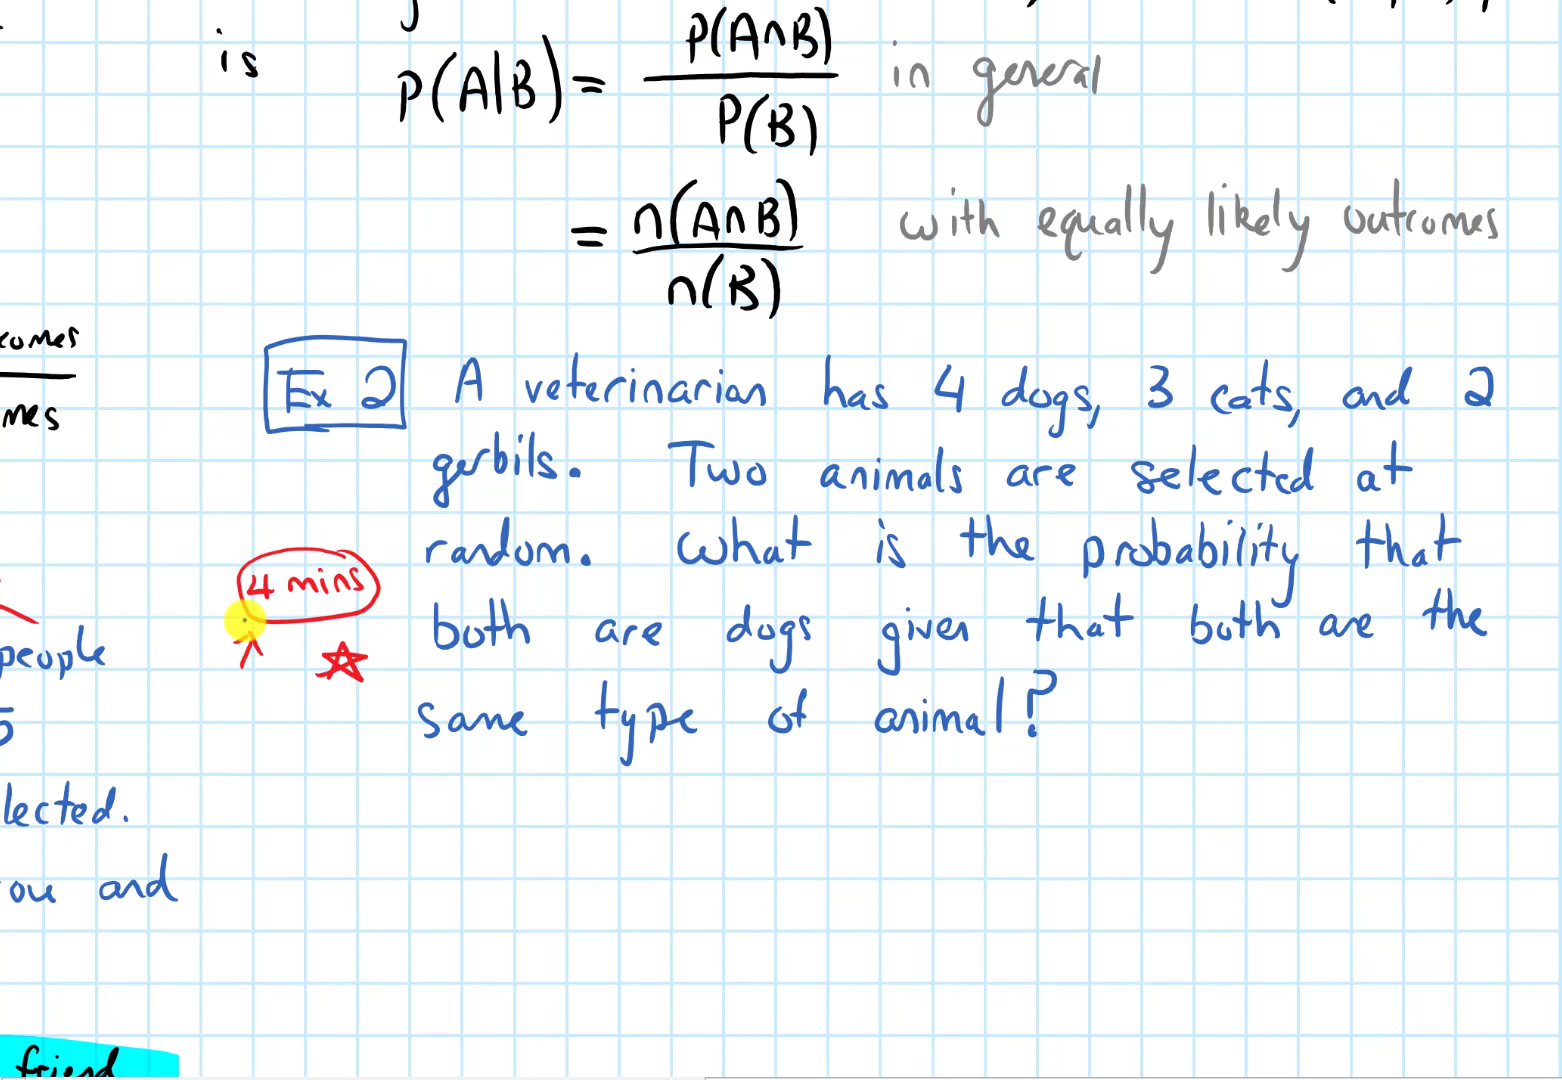 is
P(A|B) = P(A∩B) / P(B) in general
= n(A∩B) / n(B) with equally likely outcomes
comes
mes
Ex 2 A veterinarian has 4 dogs, 3 cats, and 2
gerbils. Two animals are selected at
random. What is the probability that
4 mins
both are dogs given that both are the
same type of animal?
people
5
lected.
ou and
friend